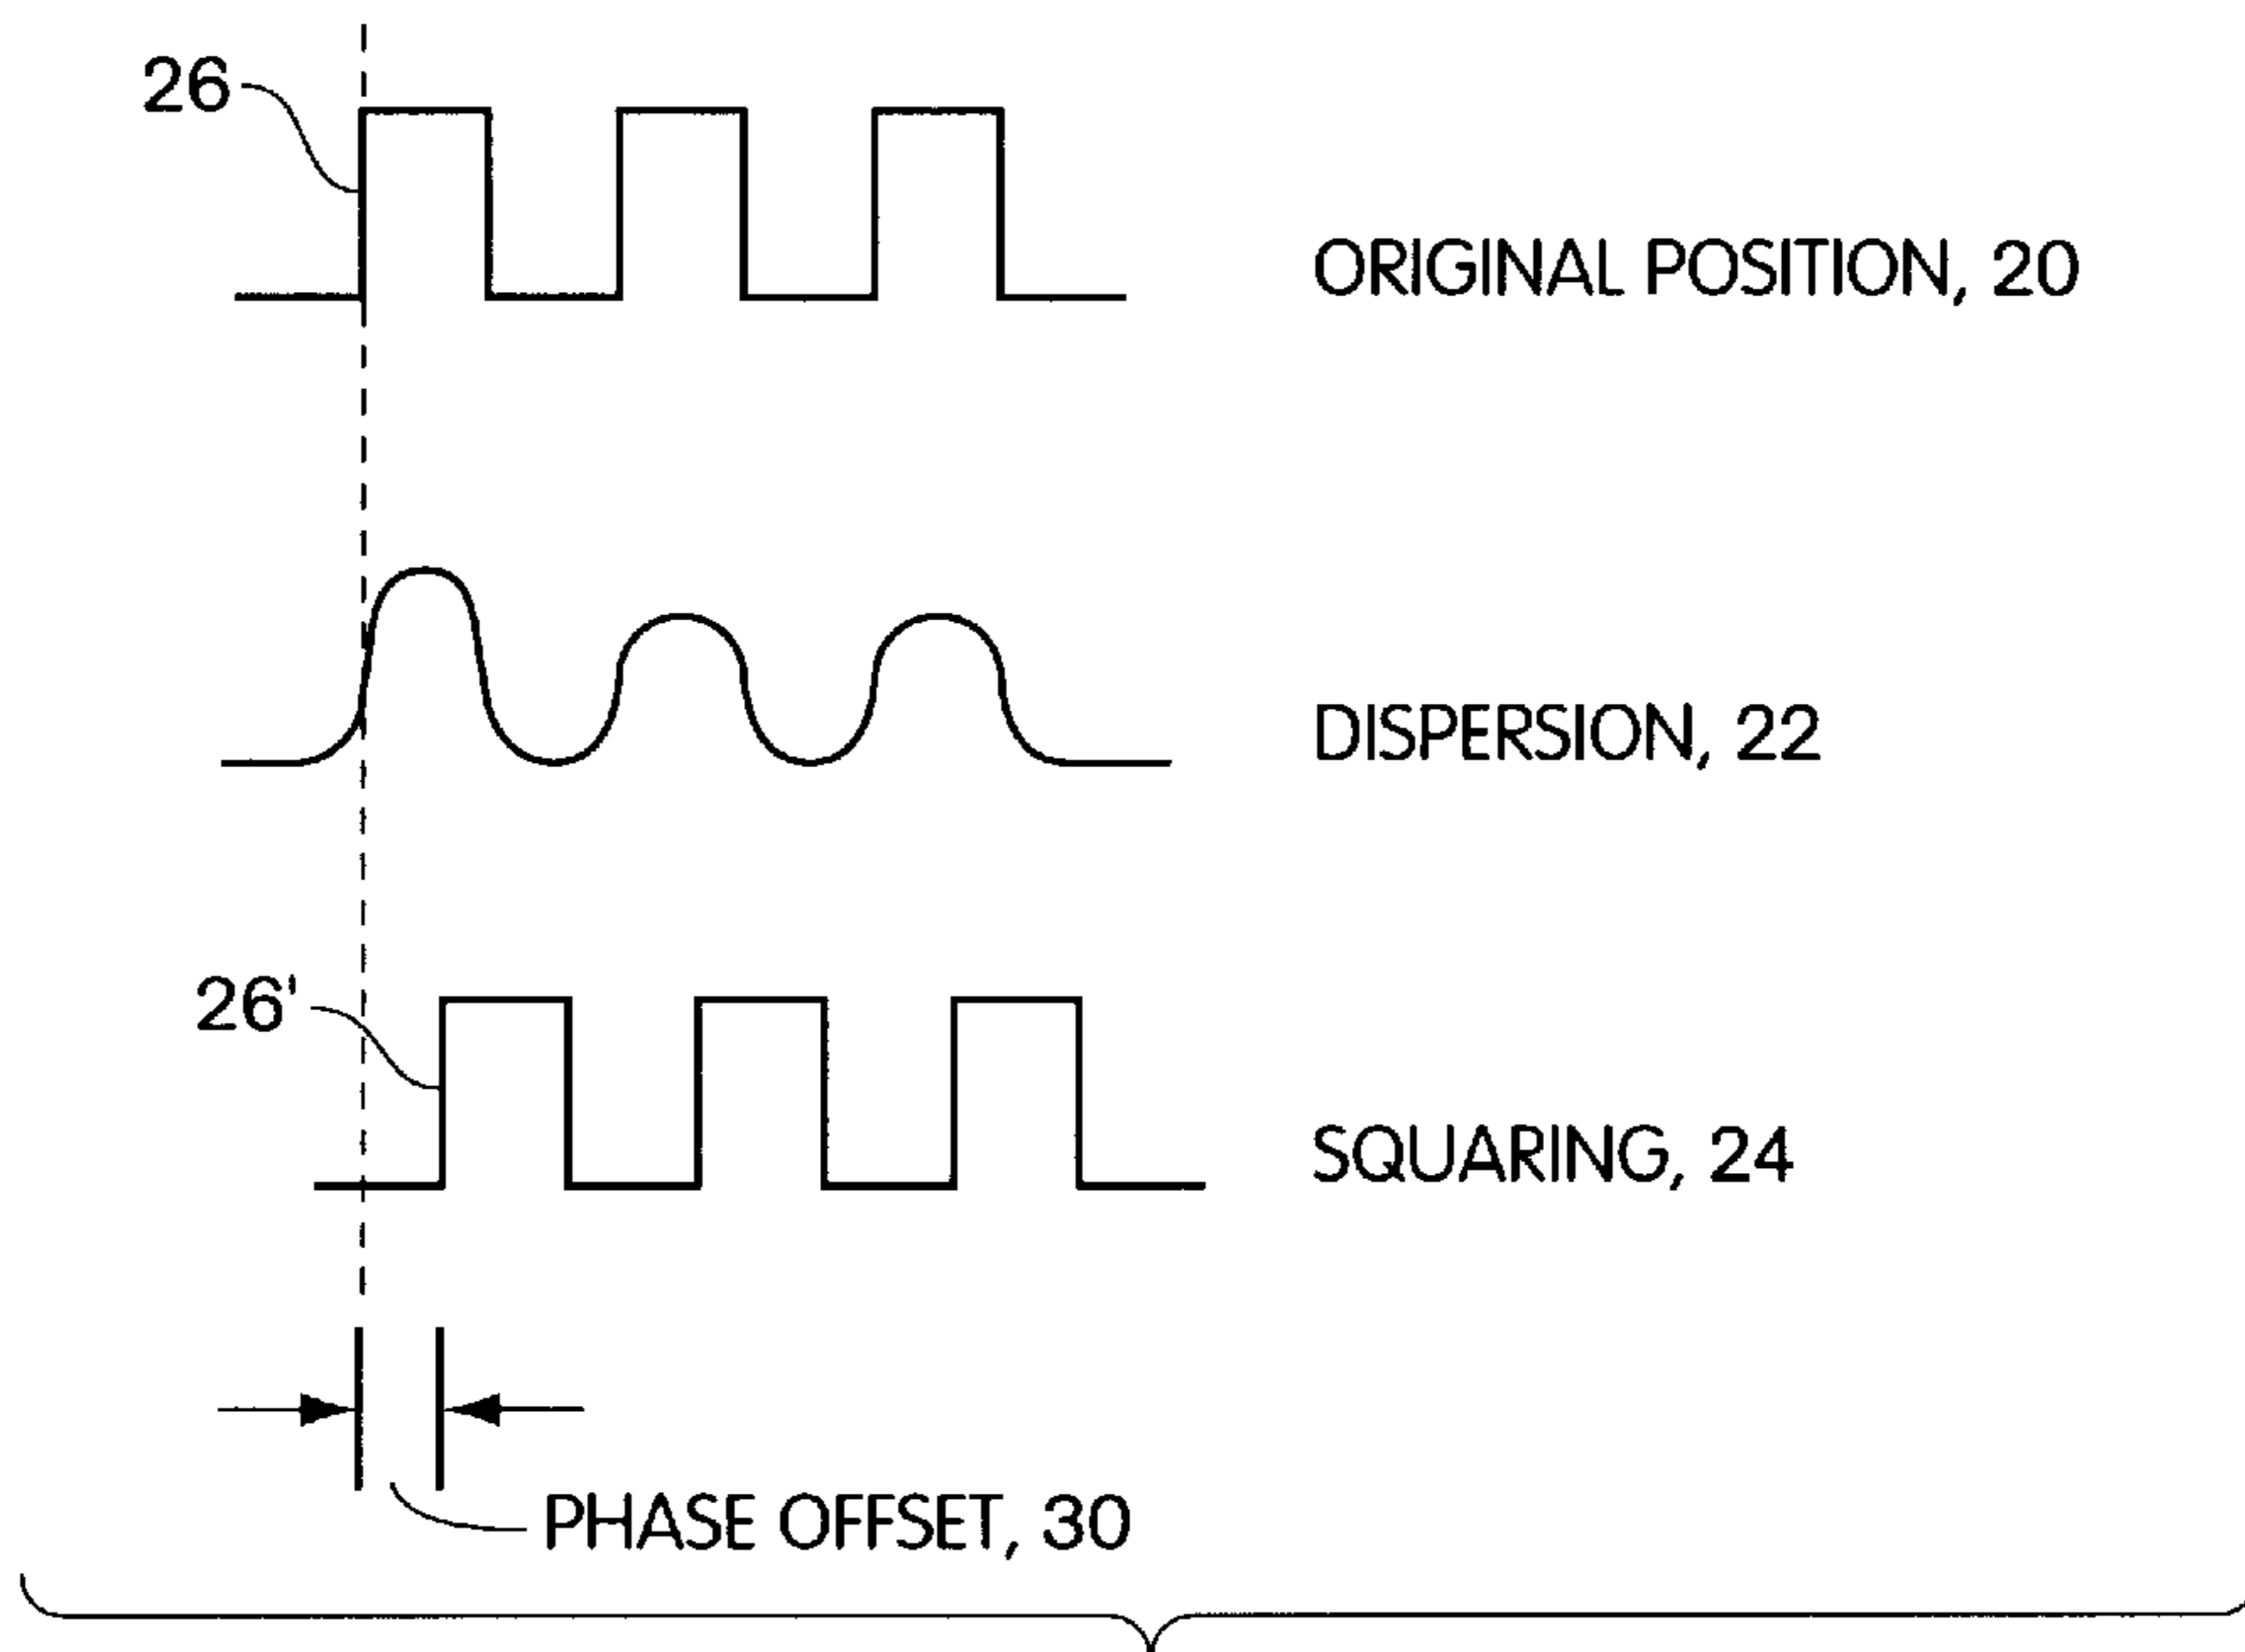 26
ORIGINAL POSITION, 20
DISPERSION, 22
26'
SQUARING, 24
PHASE OFFSET, 30